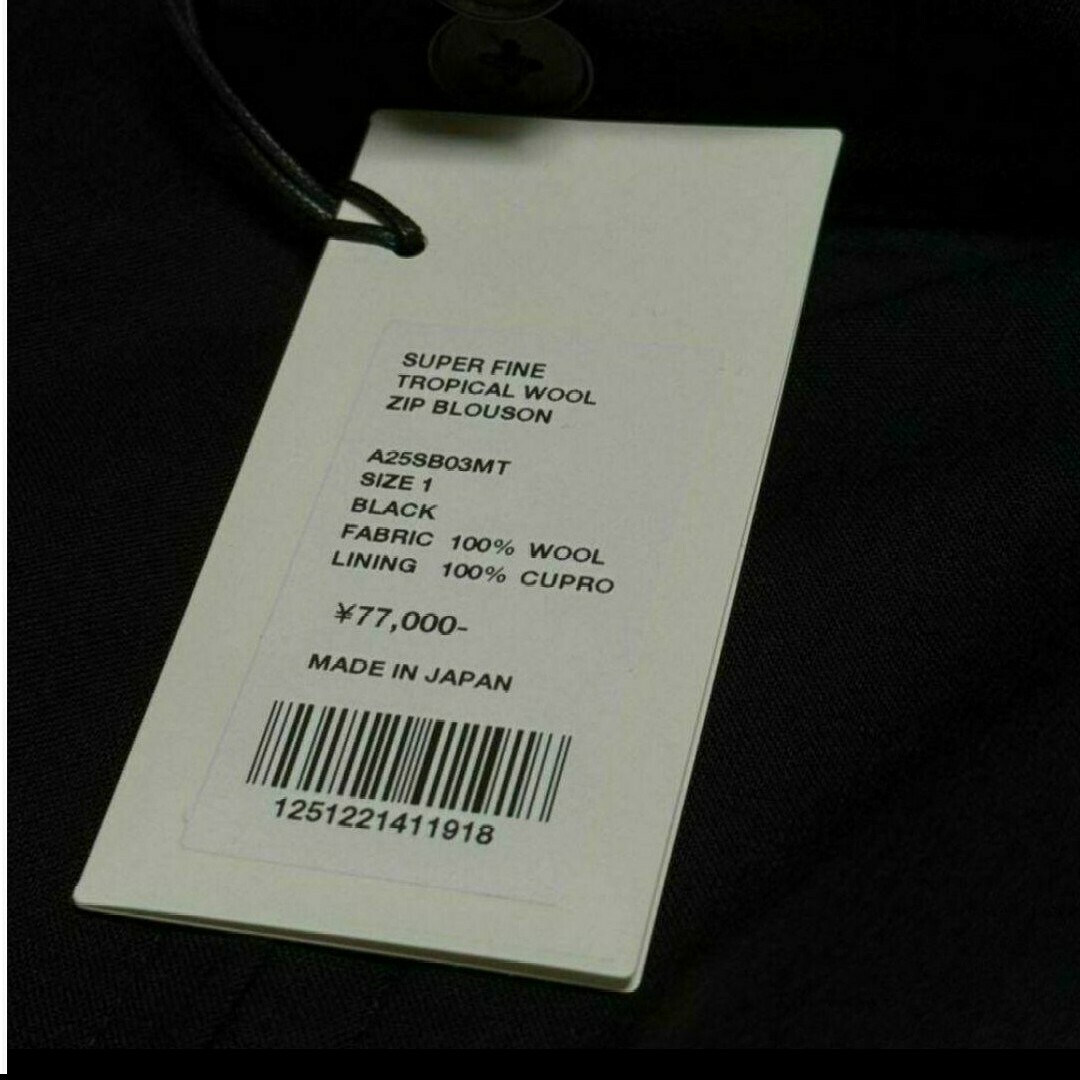 SUPER FINE
TROPICAL WOOL
ZIP BLOUSON
A25SB03MT
SIZE 1
BLACK
FABRIC 100% WOOL
LINING 100% CUPRO
¥77,000-
MADE IN JAPAN
1251221411918